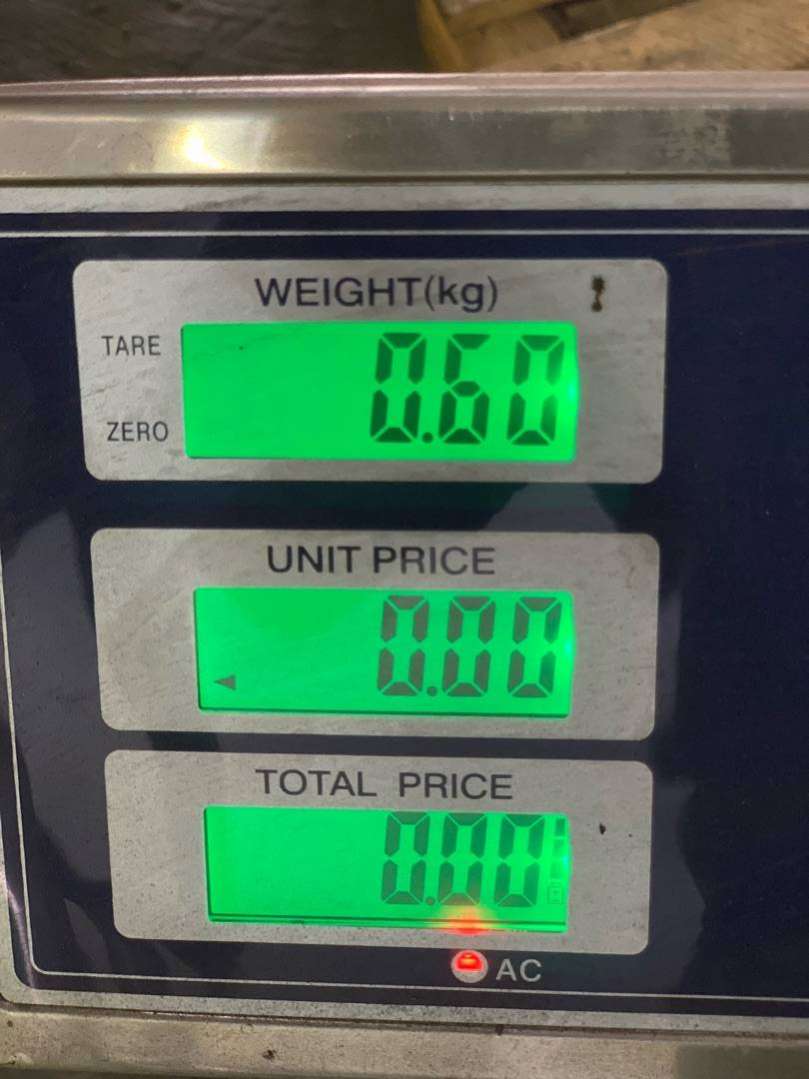 WEIGHT(kg)
TARE
0.60
ZERO
UNIT PRICE
0.00
TOTAL PRICE
0.00
AC